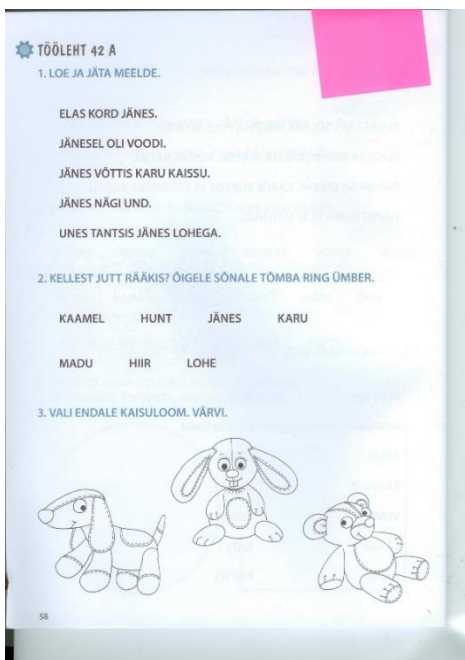 TÖÖLEHT 42 A
1. LOE JA JÄTA MEELDE.
ELAS KORD JÄNES.
JÄNESEL OLI VOODI.
JÄNES VÕTTIS KARU KAISSU.
JÄNES NÄGI UND.
UNES TANTSIS JÄNES LOHEGA.
2. KELLEST JUTT RÄÄKIS? ÕIGELE SÕNALE TÕMBA RING ÜMBER.
KAAMEL HUNT JÄNES KARU
MADU HIIR LOHE
3. VALI ENDALE KAISULOOM. VÄRVI.
58